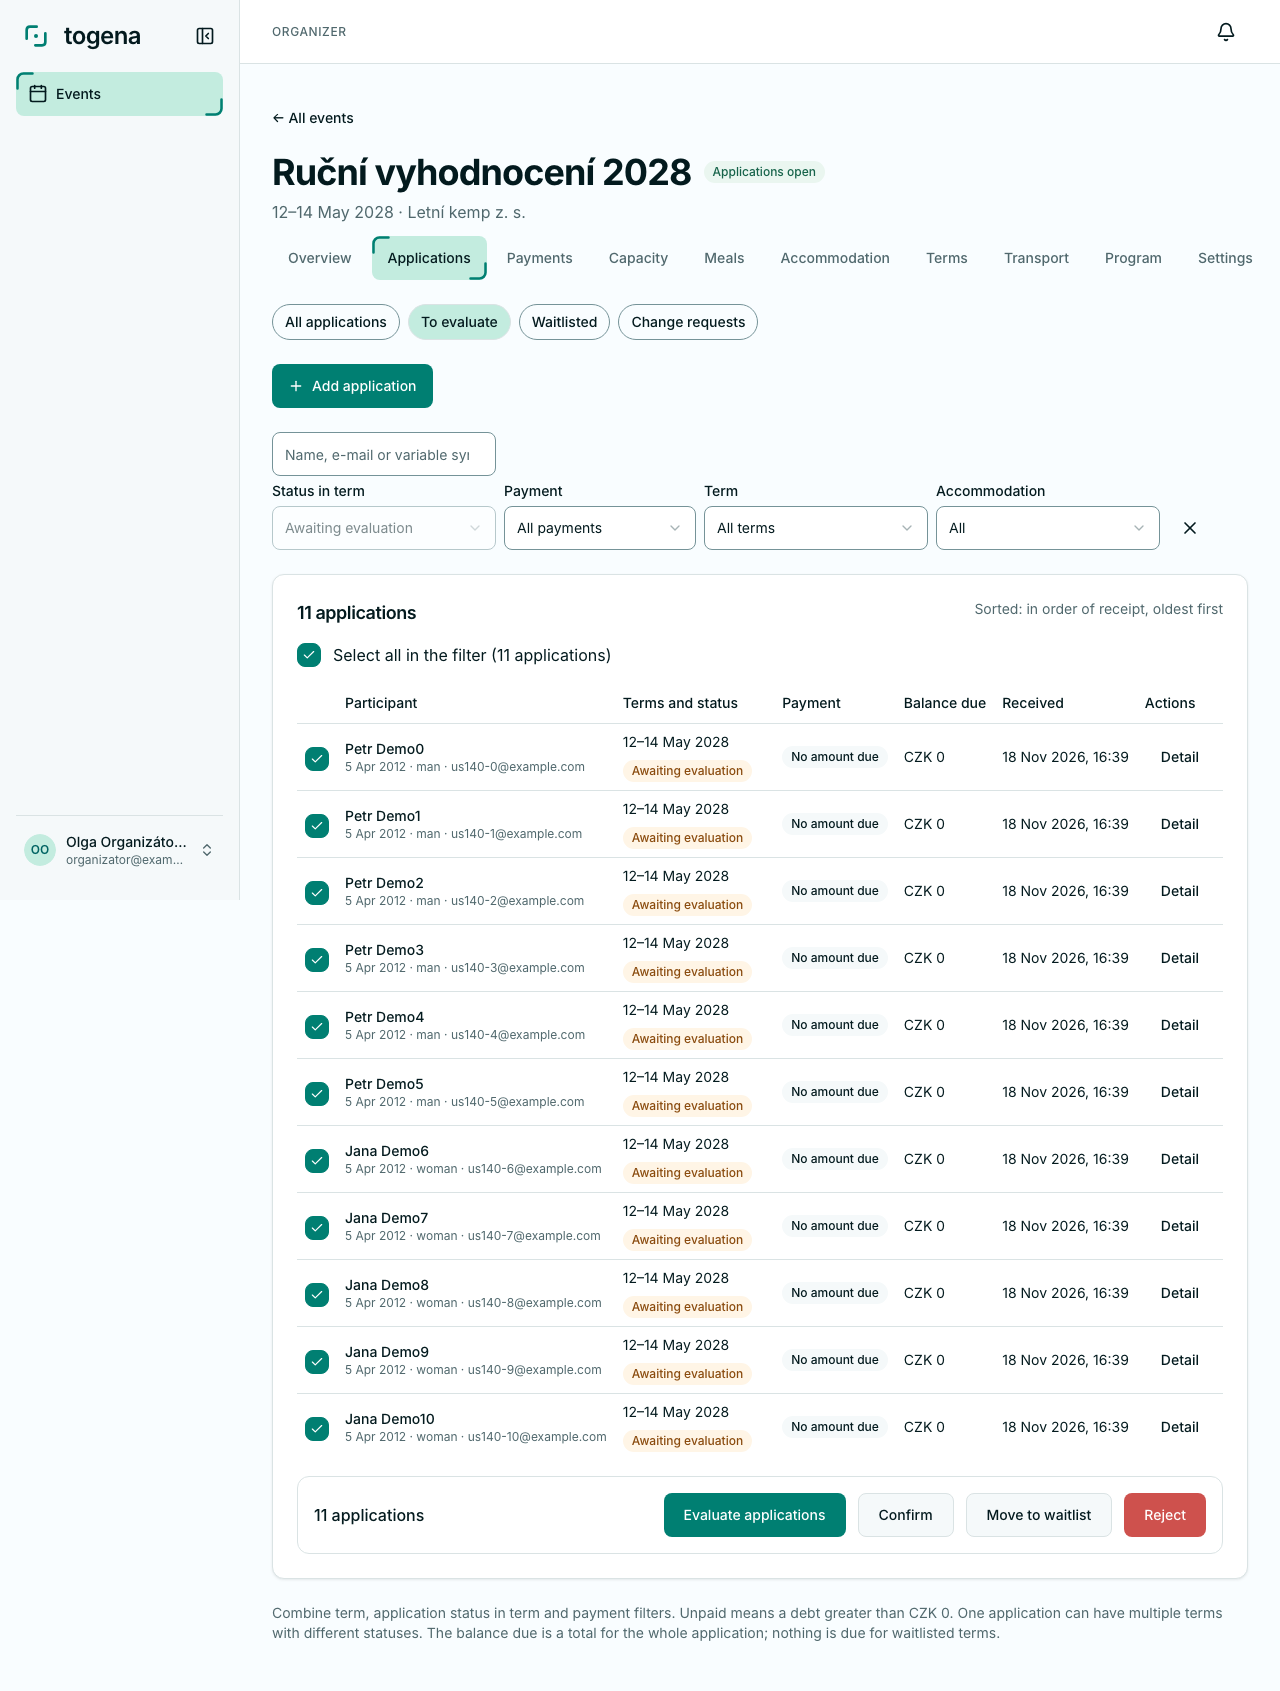 togena
ORGANIZER
Events
← All events
Ruční vyhodnocení 2028
Applications open
12–14 May 2028 · Letní kemp z. s.
Overview Applications Payments Capacity Meals Accommodation Terms Transport Program Settings
All applications To evaluate Waitlisted Change requests
+ Add application
Name, e-mail or variable
Status in term Payment Term Accommodation
Awaiting evaluation All payments All terms All
11 applications
Sorted: in order of receipt, oldest first
Select all in the filter (11 applications)
Participant Terms and status Payment Balance due Received Actions
Petr Demo0
5 Apr 2012 · man · us140-0@example.com
12–14 May 2028
Awaiting evaluation
No amount due CZK 0 18 Nov 2026, 16:39 Detail
Petr Demo1
5 Apr 2012 · man · us140-1@example.com
12–14 May 2028
Awaiting evaluation
No amount due CZK 0 18 Nov 2026, 16:39 Detail
Petr Demo2
5 Apr 2012 · man · us140-2@example.com
12–14 May 2028
Awaiting evaluation
No amount due CZK 0 18 Nov 2026, 16:39 Detail
Petr Demo3
5 Apr 2012 · man · us140-3@example.com
12–14 May 2028
Awaiting evaluation
No amount due CZK 0 18 Nov 2026, 16:39 Detail
Petr Demo4
5 Apr 2012 · man · us140-4@example.com
12–14 May 2028
Awaiting evaluation
No amount due CZK 0 18 Nov 2026, 16:39 Detail
Petr Demo5
5 Apr 2012 · man · us140-5@example.com
12–14 May 2028
Awaiting evaluation
No amount due CZK 0 18 Nov 2026, 16:39 Detail
Jana Demo6
5 Apr 2012 · woman · us140-6@example.com
12–14 May 2028
Awaiting evaluation
No amount due CZK 0 18 Nov 2026, 16:39 Detail
Jana Demo7
5 Apr 2012 · woman · us140-7@example.com
12–14 May 2028
Awaiting evaluation
No amount due CZK 0 18 Nov 2026, 16:39 Detail
Jana Demo8
5 Apr 2012 · woman · us140-8@example.com
12–14 May 2028
Awaiting evaluation
No amount due CZK 0 18 Nov 2026, 16:39 Detail
Jana Demo9
5 Apr 2012 · woman · us140-9@example.com
12–14 May 2028
Awaiting evaluation
No amount due CZK 0 18 Nov 2026, 16:39 Detail
Jana Demo10
5 Apr 2012 · woman · us140-10@example.com
12–14 May 2028
Awaiting evaluation
No amount due CZK 0 18 Nov 2026, 16:39 Detail
11 applications Evaluate applications Confirm Move to waitlist Reject
Combine term, application status in term and payment filters. Unpaid means a debt greater than CZK 0. One application can have multiple terms
with different statuses. The balance due is a total for the whole application; nothing is due for waitlisted terms.
OO
Olga Organizáto...
organizator@exam...